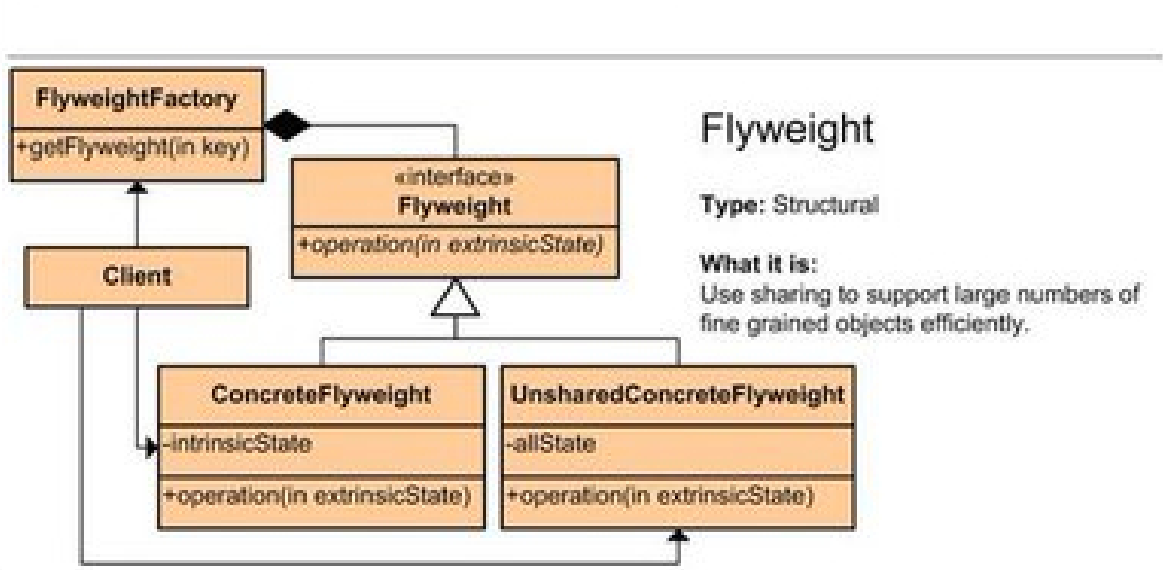 FlyweightFactory
+getFlyweight(in key)
«interface»
Flyweight
+operation(in extrinsicState)
Client
ConcreteFlyweight
-intrinsicState
+operation(in extrinsicState)
UnsharedConcreteFlyweight
-allState
+operation(in extrinsicState)
Flyweight
Type: Structural
What it is:
Use sharing to support large numbers of
fine grained objects efficiently.